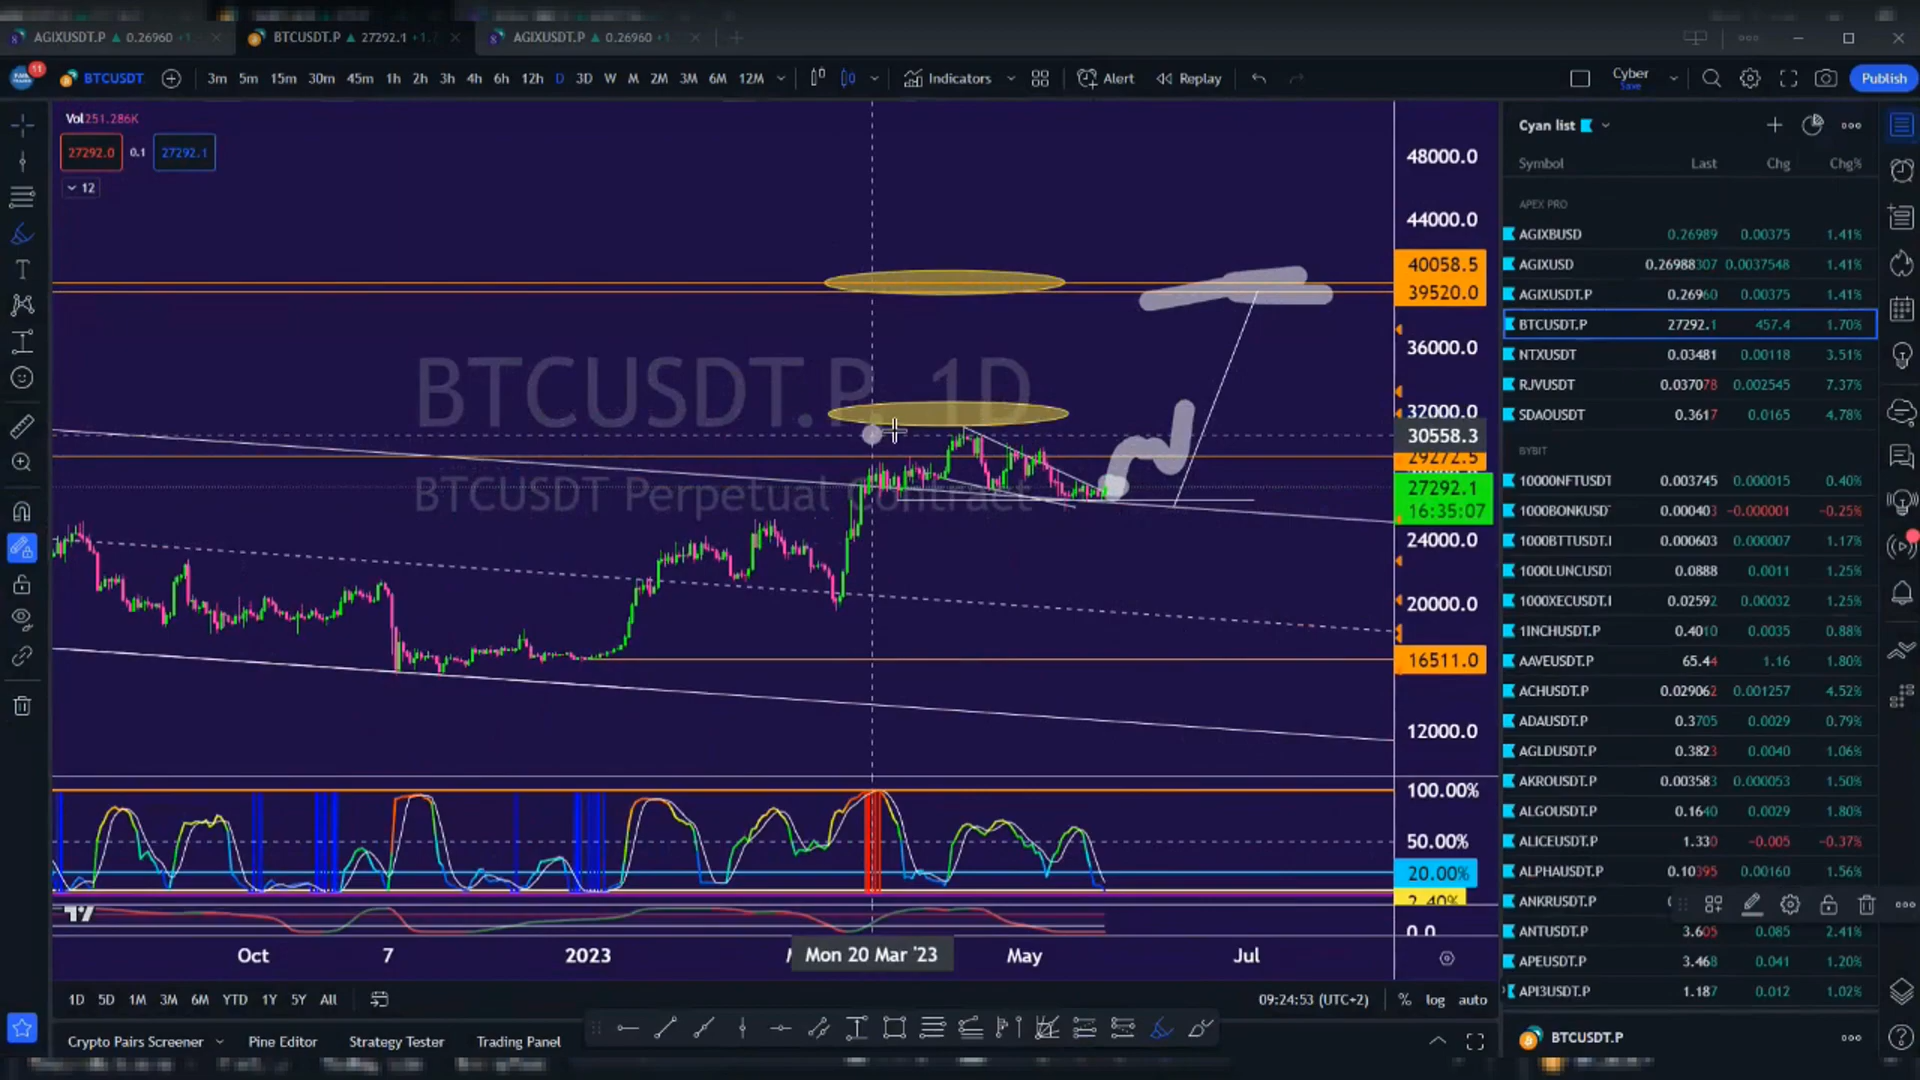 AGIXUSDT.P ▲ 0.26960
BTCUSDT.P ▲ 27292.1
AGIXUSDT.P ▲ 0.26960
11
BTCUSDT 3m 5m 15m 30m 45m 1h 2h 3h 4h 6h 12h D 3D W M 2M 3M 6M 12M Indicators Alert Replay Cyber Save Publish
Vol251.286K
27292.0 0.1 27292.1
12
BTCUSDT.P, 1D
BTCUSDT Perpetual Contract
48000.0
44000.0
40058.5
39520.0
36000.0
32000.0
30558.3
29272.5
27292.1
16:35:07
24000.0
20000.0
16511.0
12000.0
100.00%
50.00%
20.00%
2.40%
0.0
Oct 7 2023 Mon 20 Mar '23 May Jul
1D 5D 1M 3M 6M YTD 1Y 5Y All 09:24:53 (UTC+2) % log auto
Crypto Pairs Screener Pine Editor Strategy Tester Trading Panel
Cyan list
Symbol Last Chg Chg%
APEX PRO
AGIXBUSD 0.26989 0.00375 1.41%
AGIXUSD 0.26988307 0.0037548 1.41%
AGIXUSDT.P 0.26960 0.00375 1.41%
BTCUSDT.P 27292.1 457.4 1.70%
NTXUSDT 0.03481 0.00118 3.51%
RJVUSDT 0.037078 0.002545 7.37%
SDAOUSDT 0.3617 0.0165 4.78%
BYBIT
10000NFTUSDT 0.003745 0.000015 0.40%
1000BONKUSD 0.000403 -0.000001 -0.25%
1000BTTUSDT.I 0.000603 0.000007 1.17%
1000LUNCUSDT 0.0888 0.0011 1.25%
1000XECUSDT.I 0.02592 0.00032 1.25%
1INCHUSDT.P 0.4010 0.0035 0.88%
AAVEUSDT.P 65.44 1.16 1.80%
ACHUSDT.P 0.029062 0.001257 4.52%
ADAUSDT.P 0.3705 0.0029 0.79%
AGLDUSDT.P 0.3823 0.0040 1.06%
AKROUSDT.P 0.003583 0.000053 1.50%
ALGOUSDT.P 0.1640 0.0029 1.80%
ALICEUSDT.P 1.330 -0.005 -0.37%
ALPHAUSDT.P 0.10395 0.00160 1.56%
ANKRUSDT.P
ANTUSDT.P 3.605 0.085 2.41%
APEUSDT.P 3.468 0.041 1.20%
API3USDT.P 1.187 0.012 1.02%
BTCUSDT.P